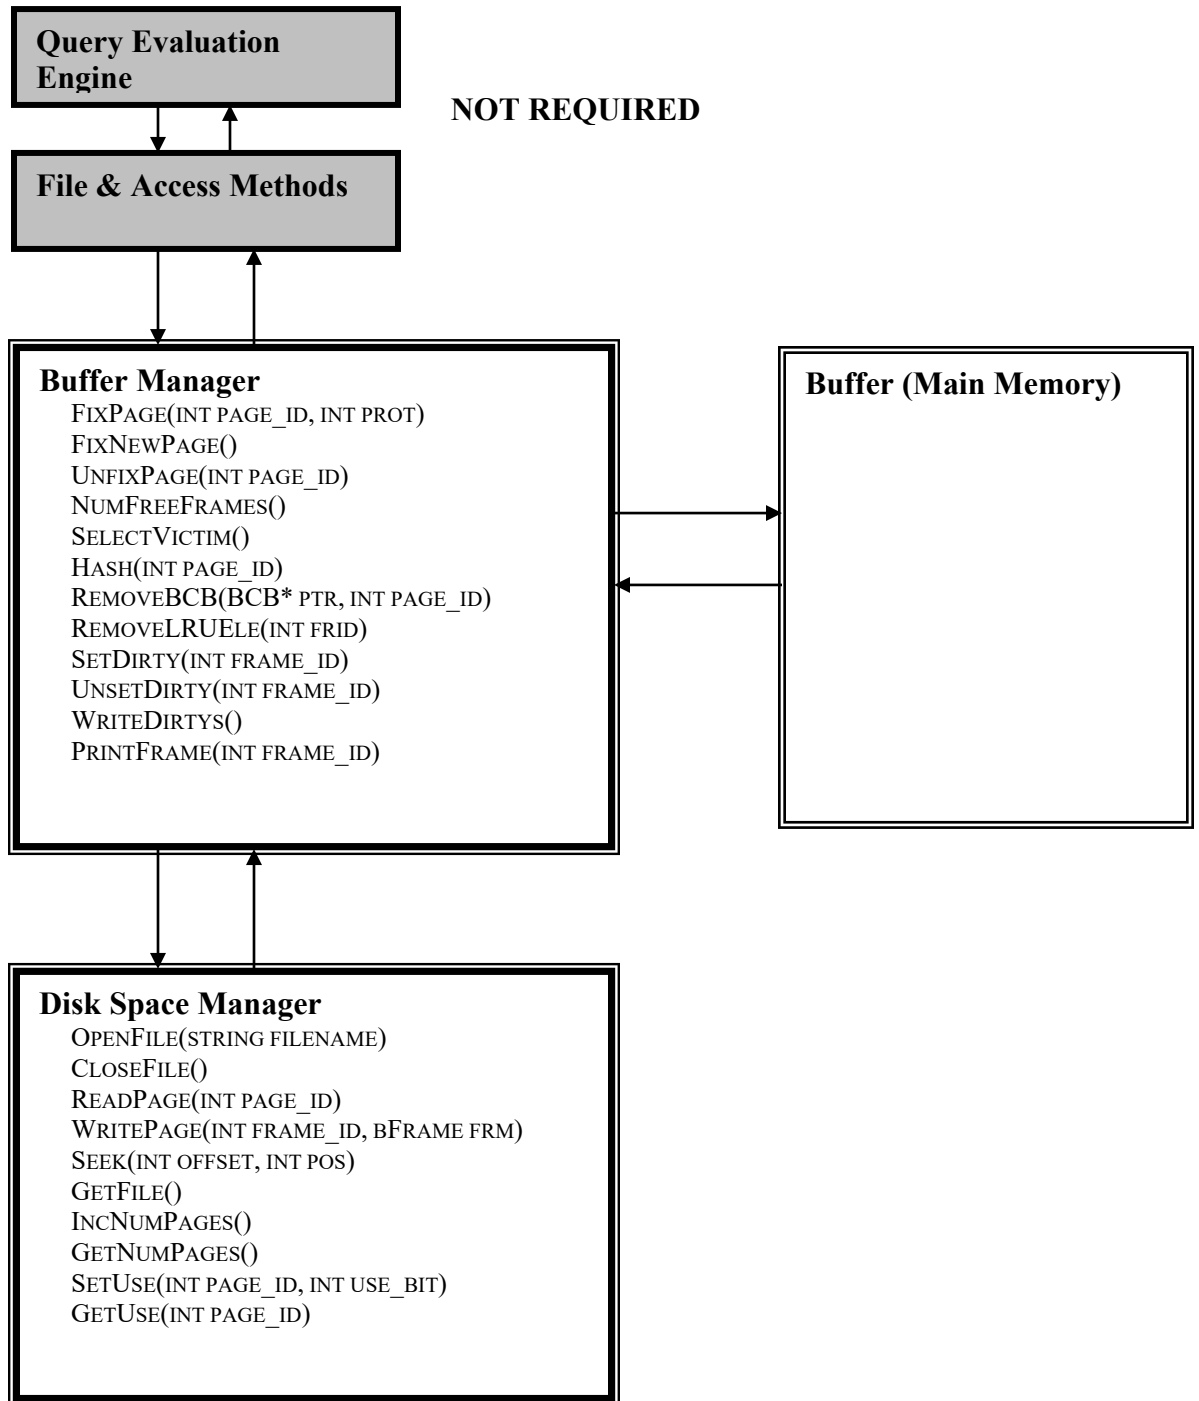 Query Evaluation
Engine
NOT REQUIRED
File & Access Methods
Buffer Manager
FIXPAGE(INT PAGE_ID, INT PROT)
FIXNEWPAGE()
UNFIXPAGE(INT PAGE_ID)
NUMFREEFRAMES()
SELECTVICTIM()
HASH(INT PAGE_ID)
REMOVEBCB(BCB* PTR, INT PAGE_ID)
REMOVELRUELE(INT FRID)
SETDIRTY(INT FRAME_ID)
UNSETDIRTY(INT FRAME_ID)
WRITEDIRTYS()
PRINTFRAME(INT FRAME_ID)
Buffer (Main Memory)
Disk Space Manager
OPENFILE(STRING FILENAME)
CLOSEFILE()
READPAGE(INT PAGE_ID)
WRITEPAGE(INT FRAME_ID, BFRAME FRM)
SEEK(INT OFFSET, INT POS)
GETFILE()
INCNUMPAGES()
GETNUMPAGES()
SETUSE(INT PAGE_ID, INT USE_BIT)
GETUSE(INT PAGE_ID)